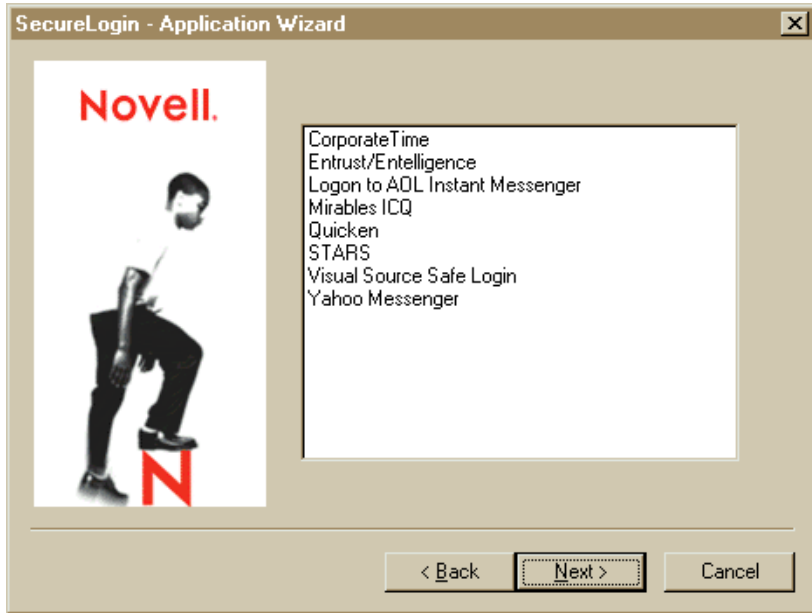 SecureLogin - Application Wizard
Novell.
CorporateTime
Entrust/Entelligence
Logon to AOL Instant Messenger
Mirables ICQ
Quicken
STARS
Visual Source Safe Login
Yahoo Messenger
N
< Back
Next >
Cancel